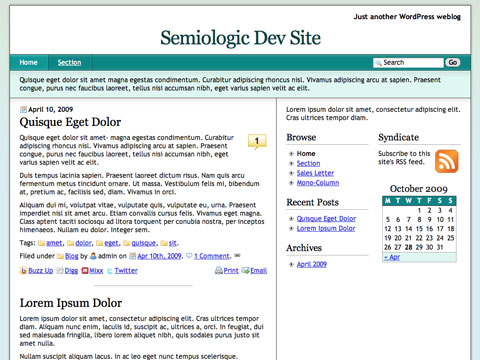 Just another WordPress weblog
Semiologic Dev Site
Home Section
Search Go
Quisque eget dolor sit amet magna egestas condimentum. Curabitur adipiscing rhoncus nisl. Vivamus adipiscing arcu at sapien. Praesent
congue, purus nec faucibus laoreet, tellus nisi accumsan nibh, eget varius sapien velit ac elit.
April 10, 2009
Quisque Eget Dolor
Quisque eget dolor sit amet- magna egestas
condimentum. Curabitur adipiscing rhoncus
nisl. Vivamus adipiscing arcu at sapien. Praesent
congue, purus nec faucibus laoreet, tellus nisi accumsan nibh, eget
varius sapien velit ac elit.
1
Duis tempus lacinia sapien. Praesent laoreet dictum risus. Nam quis arcu
fermentum metus tincidunt ornare. Ut massa. Vestibulum felis mi, bibendum
at, pretium ac, facilisis sed, diam. Vivamus in orci.
Aliquam dui mi, volutpat vitae, vulputate quis, vulputate eu, urna. Praesent
imperdiet nisi sit amet arcu. Etiam convallis cursus felis. Vivamus eget magna.
Class aptent taciti sociosqu ad litora torquent per conubia nostra, per inceptos
himenaeos. Nullam eu dolor. Integer sem.
Tags: amet, dolor, eget, quisque, sit.
Filed under Blog by admin on Apr 10th, 2009. 1 Comment.
Buzz Up Digg Mixx Twitter Print Email
Lorem Ipsum Dolor
Lorem ipsum dolor sit amet, consectetur adipiscing elit.
Cras ultrices tempor diam. Aliquam nunc enim, iaculis id, suscipit ac, ultrices a, orci. In feugiat, dui
sed malesuada fringilla, libero lorem aliquet nibh, quis sodales purus justo sit
amet nulla.
Nullam suscipit aliquam lacus. In ac nunc eu tempus scelerisque.
Lorem ipsum dolor sit amet, consectetur adipiscing elit.
Cras ultrices tempor diam.
Browse
Home
Section
Sales Letter
Mono-Column
Recent Posts
Quisque Eget Dolor
Lorem Ipsum Dolor
Archives
April 2009
Syndicate
Subscribe to this
site's RSS feed.
October 2009
M T W T F S S
1 2 3 4
5 6 7 8 9 10 11
12 13 14 15 16 17 18
19 20 21 22 23 24 25
26 27 28 29 30 31
« Apr